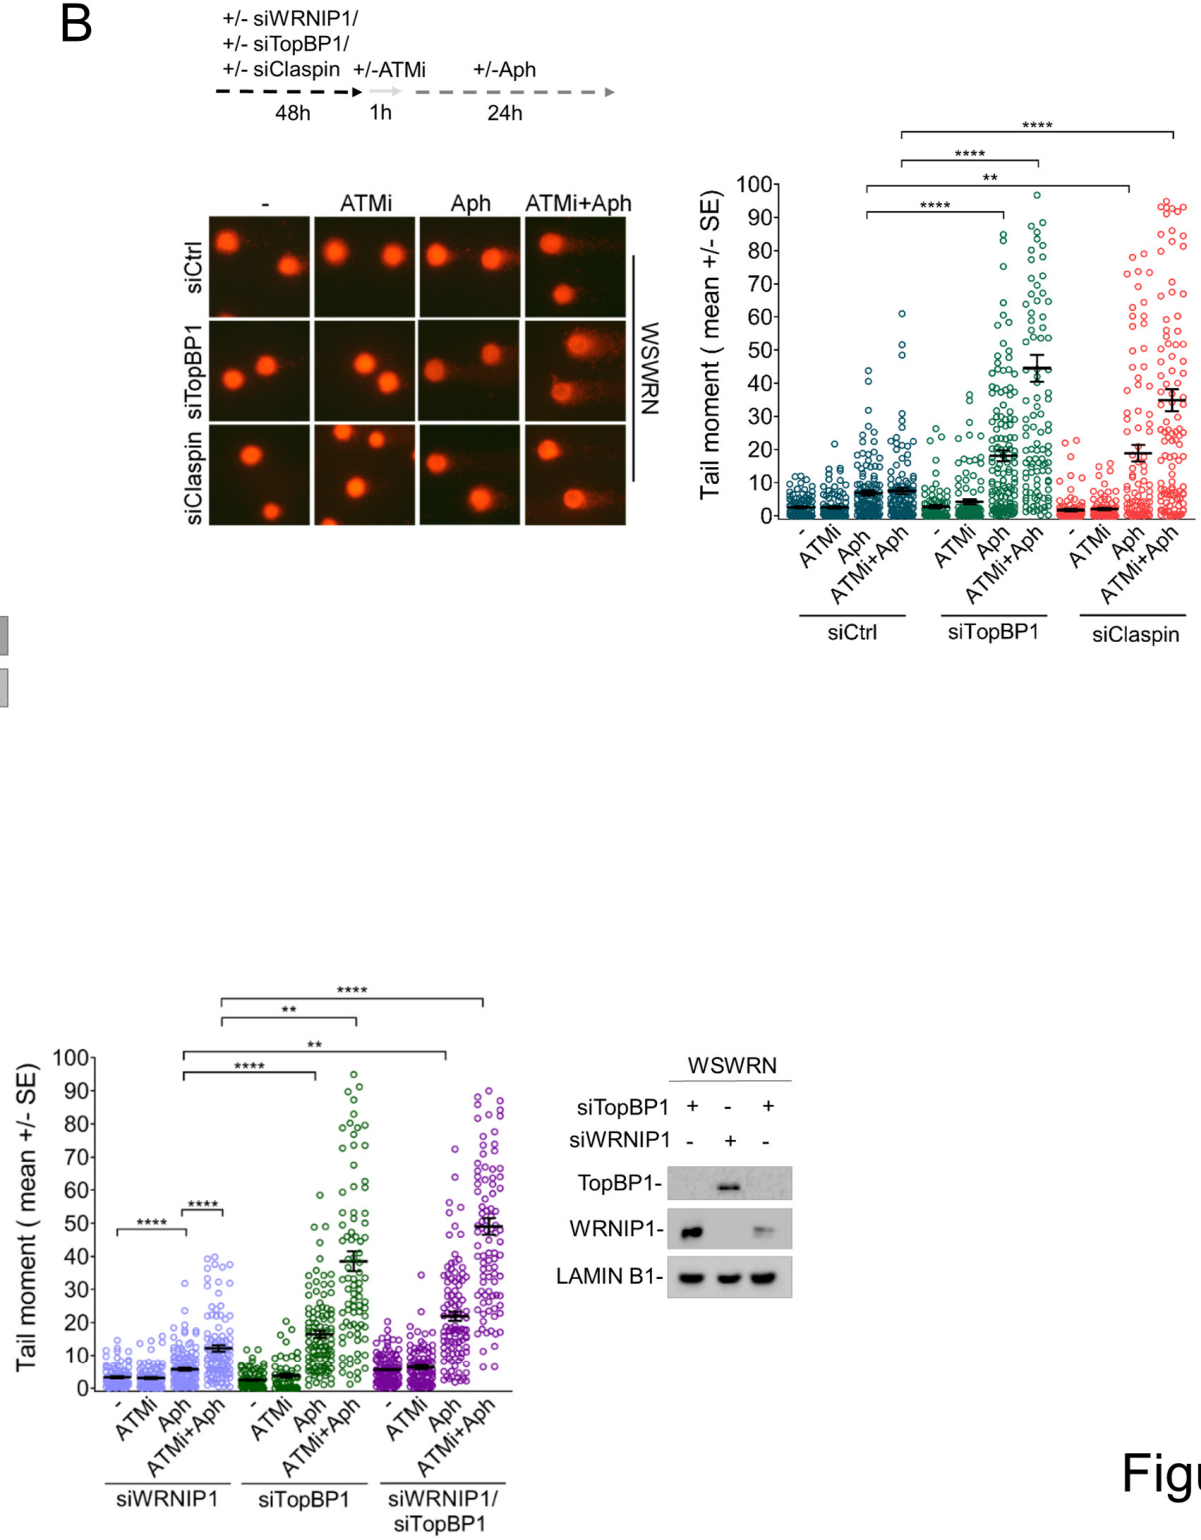 B
+/- siWRNIP1/
+/- siTopBP1/
+/- siClaspin +/-ATMi +/-Aph
48h 1h 24h
- ATMi Aph ATMi+Aph
siCtrl
siTopBP1
siClaspin
WSWRN
**** 
****
**
****
Tail moment ( mean +/- SE)
100
90
80
70
60
50
40
30
20
10
0
- ATMi Aph ATMi+Aph - ATMi Aph ATMi+Aph - ATMi Aph ATMi+Aph
siCtrl siTopBP1 siClaspin
****
**
**
****
****
****
Tail moment ( mean +/- SE)
100
90
80
70
60
50
40
30
20
10
0
- ATMi Aph ATMi+Aph - ATMi Aph ATMi+Aph - ATMi Aph ATMi+Aph
siWRNIP1 siTopBP1 siWRNIP1/
siTopBP1
WSWRN
siTopBP1 + - +
siWRNIP1 - + -
TopBP1-
WRNIP1-
LAMIN B1-
Figu